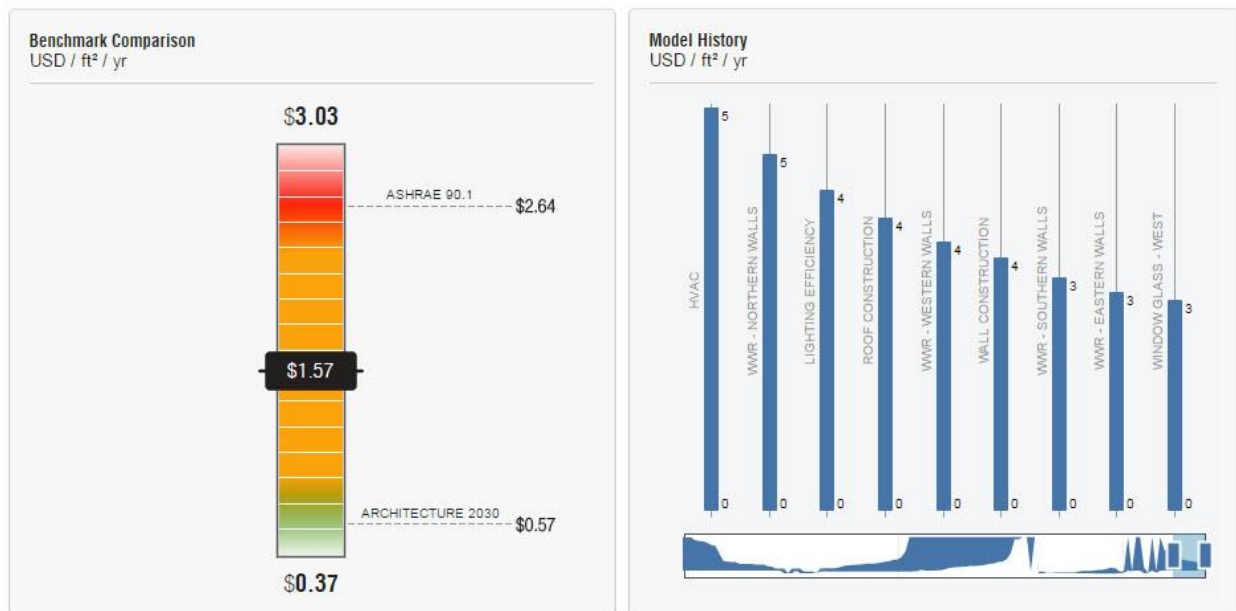 Benchmark Comparison
USD / ft² / yr
$3.03
ASHRAE 90.1
$2.64
$1.57
ARCHITECTURE 2030
$0.57
$0.37
Model History
USD / ft² / yr
HVAC
5
0
WWR - NORTHERN WALLS
5
0
LIGHTING EFFICIENCY
4
0
ROOF CONSTRUCTION
4
0
WWR - WESTERN WALLS
4
0
WALL CONSTRUCTION
4
0
WWR - SOUTHERN WALLS
3
0
WWR - EASTERN WALLS
3
0
WINDOW GLASS - WEST
3
0